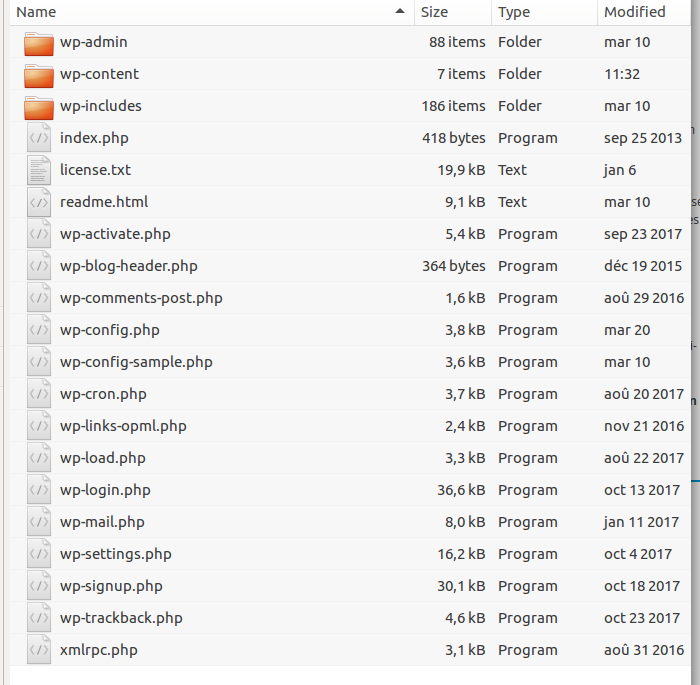 Name Size Type Modified
wp-admin 88 items Folder mar 10
wp-content 7 items Folder 11:32
wp-includes 186 items Folder mar 10
index.php 418 bytes Program sep 25 2013
license.txt 19,9 kB Text jan 6
readme.html 9,1 kB Text mar 10
wp-activate.php 5,4 kB Program sep 23 2017
wp-blog-header.php 364 bytes Program déc 19 2015
wp-comments-post.php 1,6 kB Program aoû 29 2016
wp-config.php 3,8 kB Program mar 20
wp-config-sample.php 3,6 kB Program mar 10
wp-cron.php 3,7 kB Program aoû 20 2017
wp-links-opml.php 2,4 kB Program nov 21 2016
wp-load.php 3,3 kB Program aoû 22 2017
wp-login.php 36,6 kB Program oct 13 2017
wp-mail.php 8,0 kB Program jan 11 2017
wp-settings.php 16,2 kB Program oct 4 2017
wp-signup.php 30,1 kB Program oct 18 2017
wp-trackback.php 4,6 kB Program oct 23 2017
xmlrpc.php 3,1 kB Program aoû 31 2016